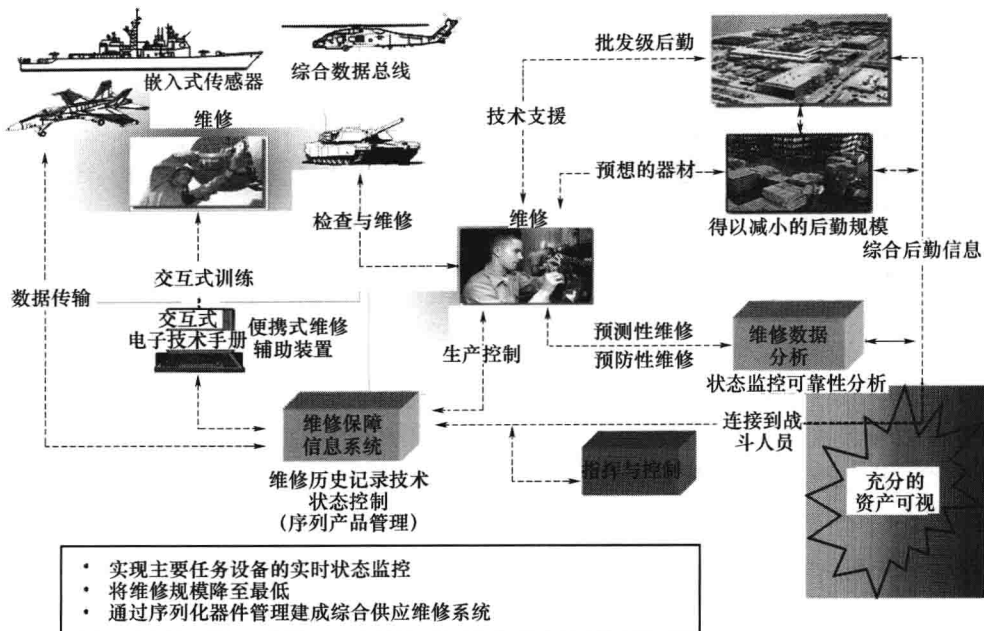 嵌入式传感器
综合数据总线
批发级后勤
维修
技术支援
预想的器材
检查与维修
维修
得以减小的后勤规模
综合后勤信息
数据传输
交互式训练
交互式
电子技术手册
便携式维修
辅助装置
生产控制
预测性维修
预防性维修
维修数据
分析
状态监控可靠性分析
维修保障
信息系统
连接到战
斗人员
指挥与控制
维修历史记录技术
状态控制
(序列产品管理)
充分的
资产可视
• 实现主要任务设备的实时状态监控
• 将维修规模降至最低
• 通过序列化器件管理建成综合供应维修系统